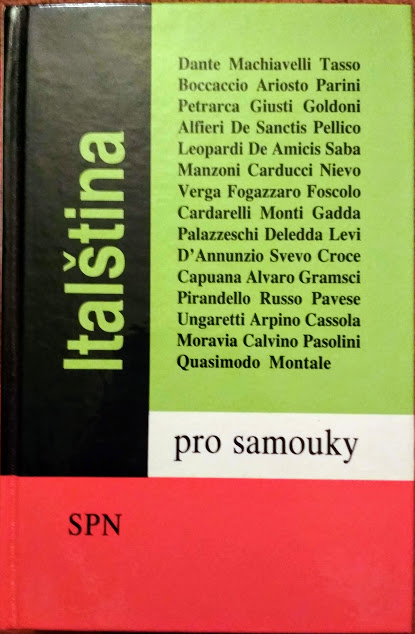 Italština
Dante Machiavelli Tasso
Boccaccio Ariosto Parini
Petrarca Giusti Goldoni
Alfieri De Sanctis Pellico
Leopardi De Amicis Saba
Manzoni Carducci Nievo
Verga Fogazzaro Foscolo
Cardarelli Monti Gadda
Palazzeschi Deledda Levi
D'Annunzio Svevo Croce
Capuana Alvaro Gramsci
Pirandello Russo Pavese
Ungaretti Arpino Cassola
Moravia Calvino Pasolini
Quasimodo Montale
pro samouky
SPN